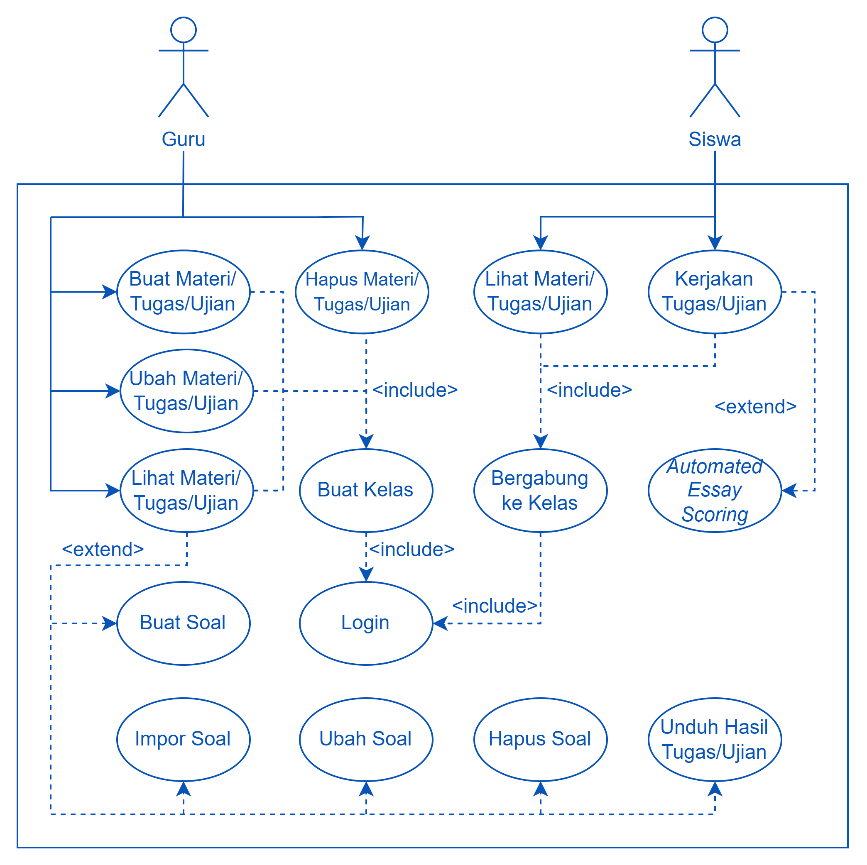 Guru
Siswa
Buat Materi/
Tugas/Ujian
Hapus Materi/
Tugas/Ujian
Lihat Materi/
Tugas/Ujian
Kerjakan
Tugas/Ujian
Ubah Materi/
Tugas/Ujian
<include>
<include>
<extend>
Lihat Materi/
Tugas/Ujian
Buat Kelas
Bergabung
ke Kelas
Automated
Essay
Scoring
<extend>
<include>
<include>
Buat Soal
Login
Impor Soal
Ubah Soal
Hapus Soal
Unduh Hasil
Tugas/Ujian